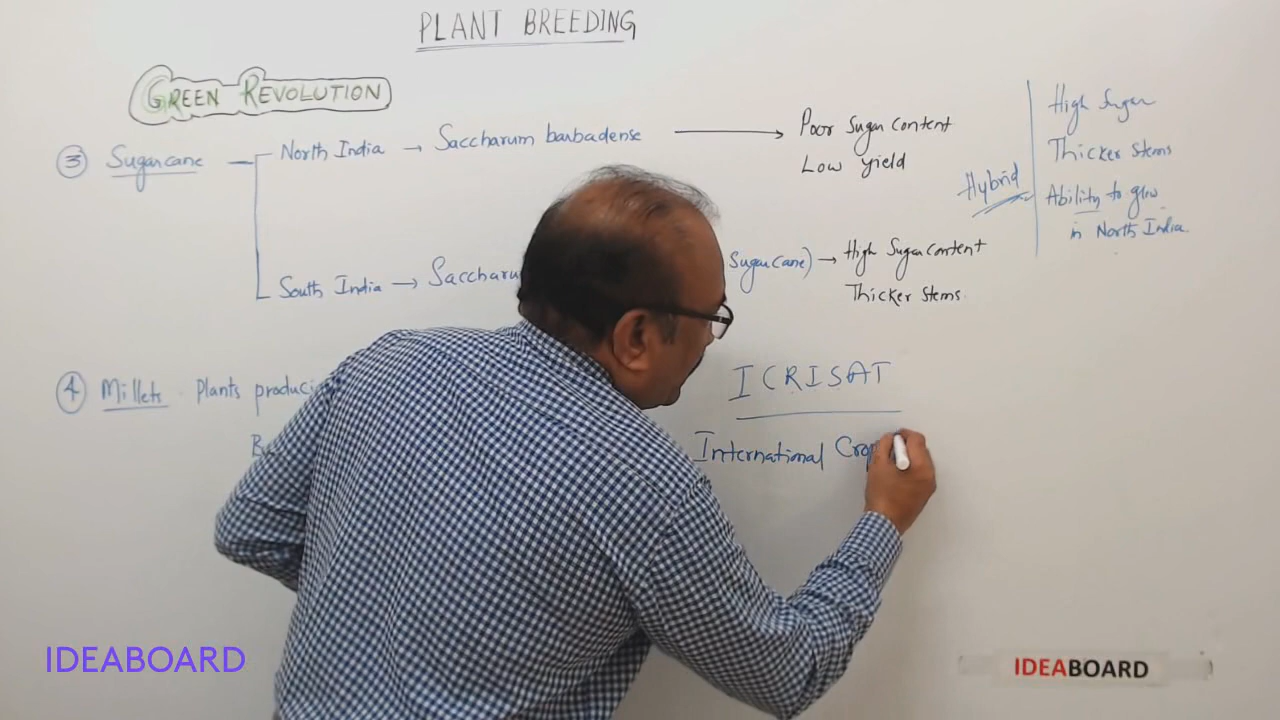 PLANT BREEDING
GREEN REVOLUTION
③ Sugarcane
North India → Saccharum barbadense → Poor Sugar Content
Low yield
Hybrid
High Sugar
Thicker Stems
Ability to grow
in North India
South India → Saccharum
Sugarcane) → High Sugar Content
Thicker Stems
④ Millets Plants
ICRISAT
International
IDEABOARD
IDEABOARD